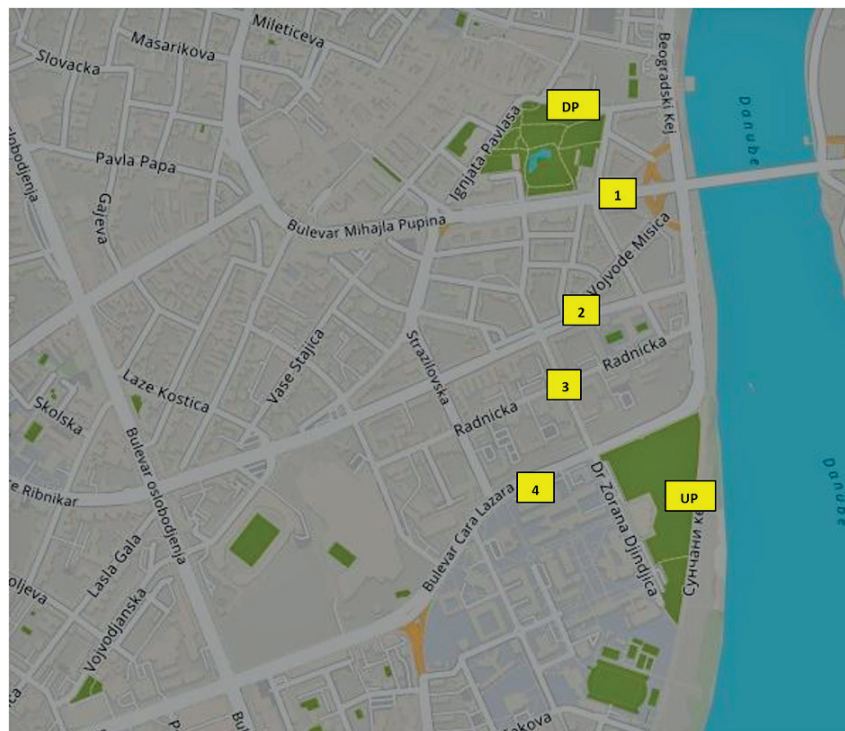 Mileticeva
Masarikova
Slovacka
Beogradski Kej
Danube
DP
Ignjata Pavlasa
Pavla Papa
Gajeva
1
Bulevar Mihajla Pupina
Vojvode Misica
2
Strazilovska
Vase Stajica
Radnicka
3
Laze Kostica
Radnicka
Skolska
Bulevar oslobodjenja
4
Bulevar Cara Lazara
Dr Zorana Djindjica
UP
Danube
Lasla Gala
Vojvodjanska